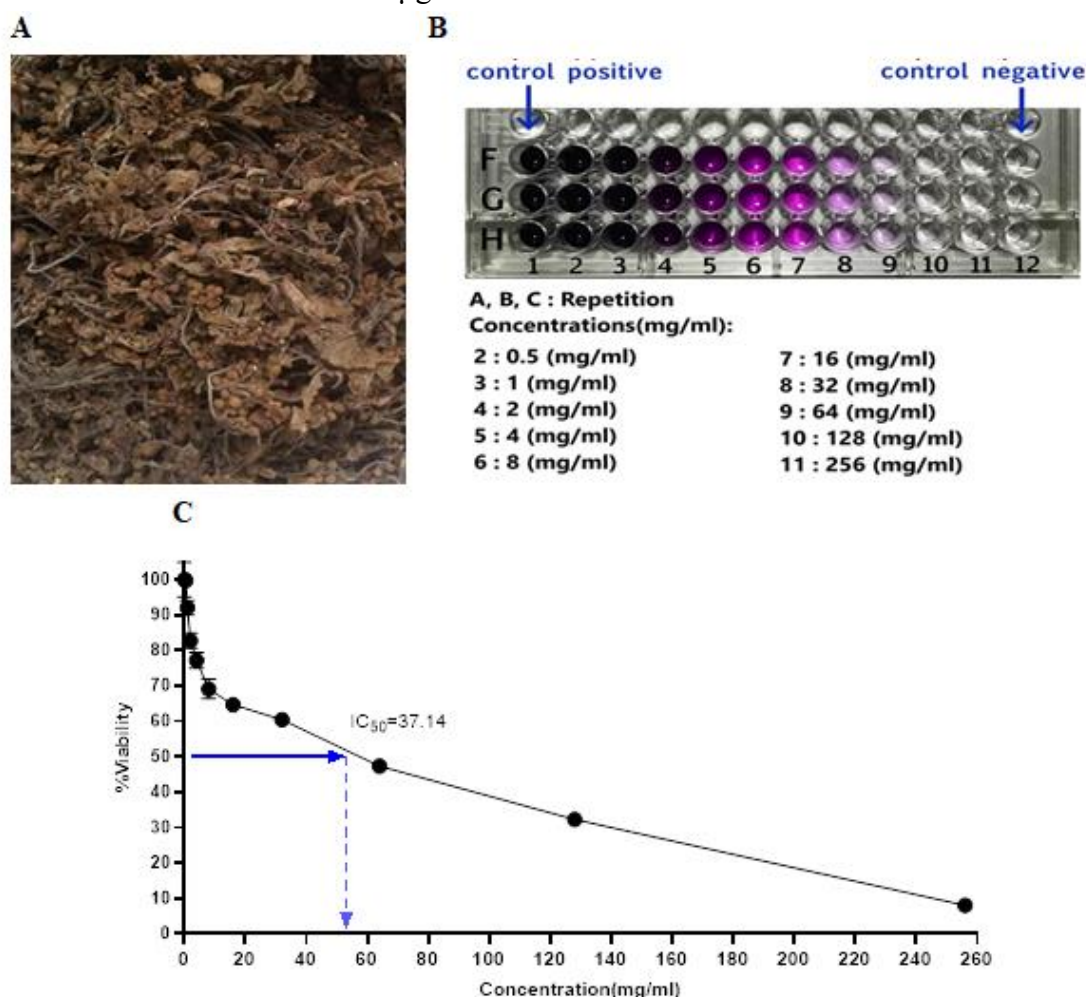 A
B
control positive
control negative
F
G
H
1 2 3 4 5 6 7 8 9 10 11 12
A, B, C : Repetition
Concentrations(mg/ml):
2 : 0.5 (mg/ml)
3 : 1 (mg/ml)
4 : 2 (mg/ml)
5 : 4 (mg/ml)
6 : 8 (mg/ml)
7 : 16 (mg/ml)
8 : 32 (mg/ml)
9 : 64 (mg/ml)
10 : 128 (mg/ml)
11 : 256 (mg/ml)
C
100
90
80
70
60
50
40
30
20
10
0
%Viability
IC50=37.14
0 20 40 60 80 100 120 140 160 180 200 220 240 260
Concentration(mg/ml)